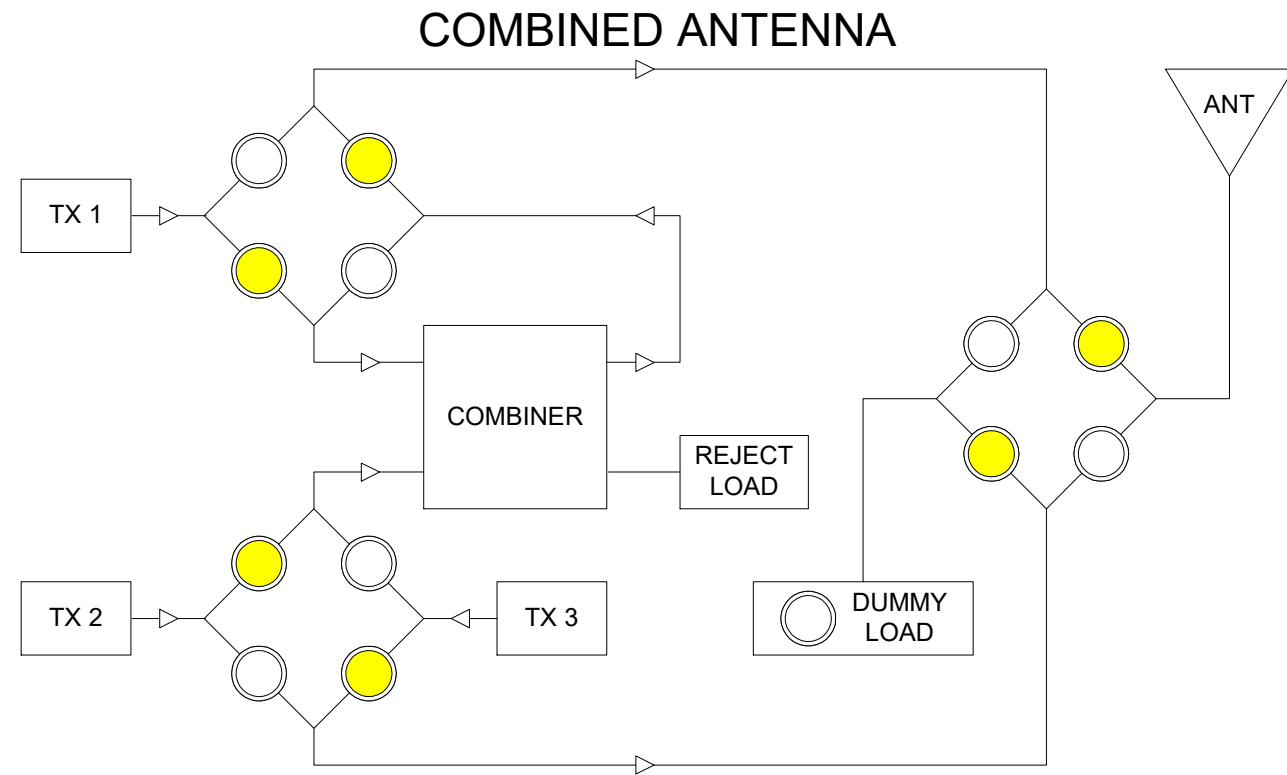 COMBINED ANTENNA
ANT
TX 1
COMBINER
REJECT
LOAD
TX 2
TX 3
DUMMY
LOAD